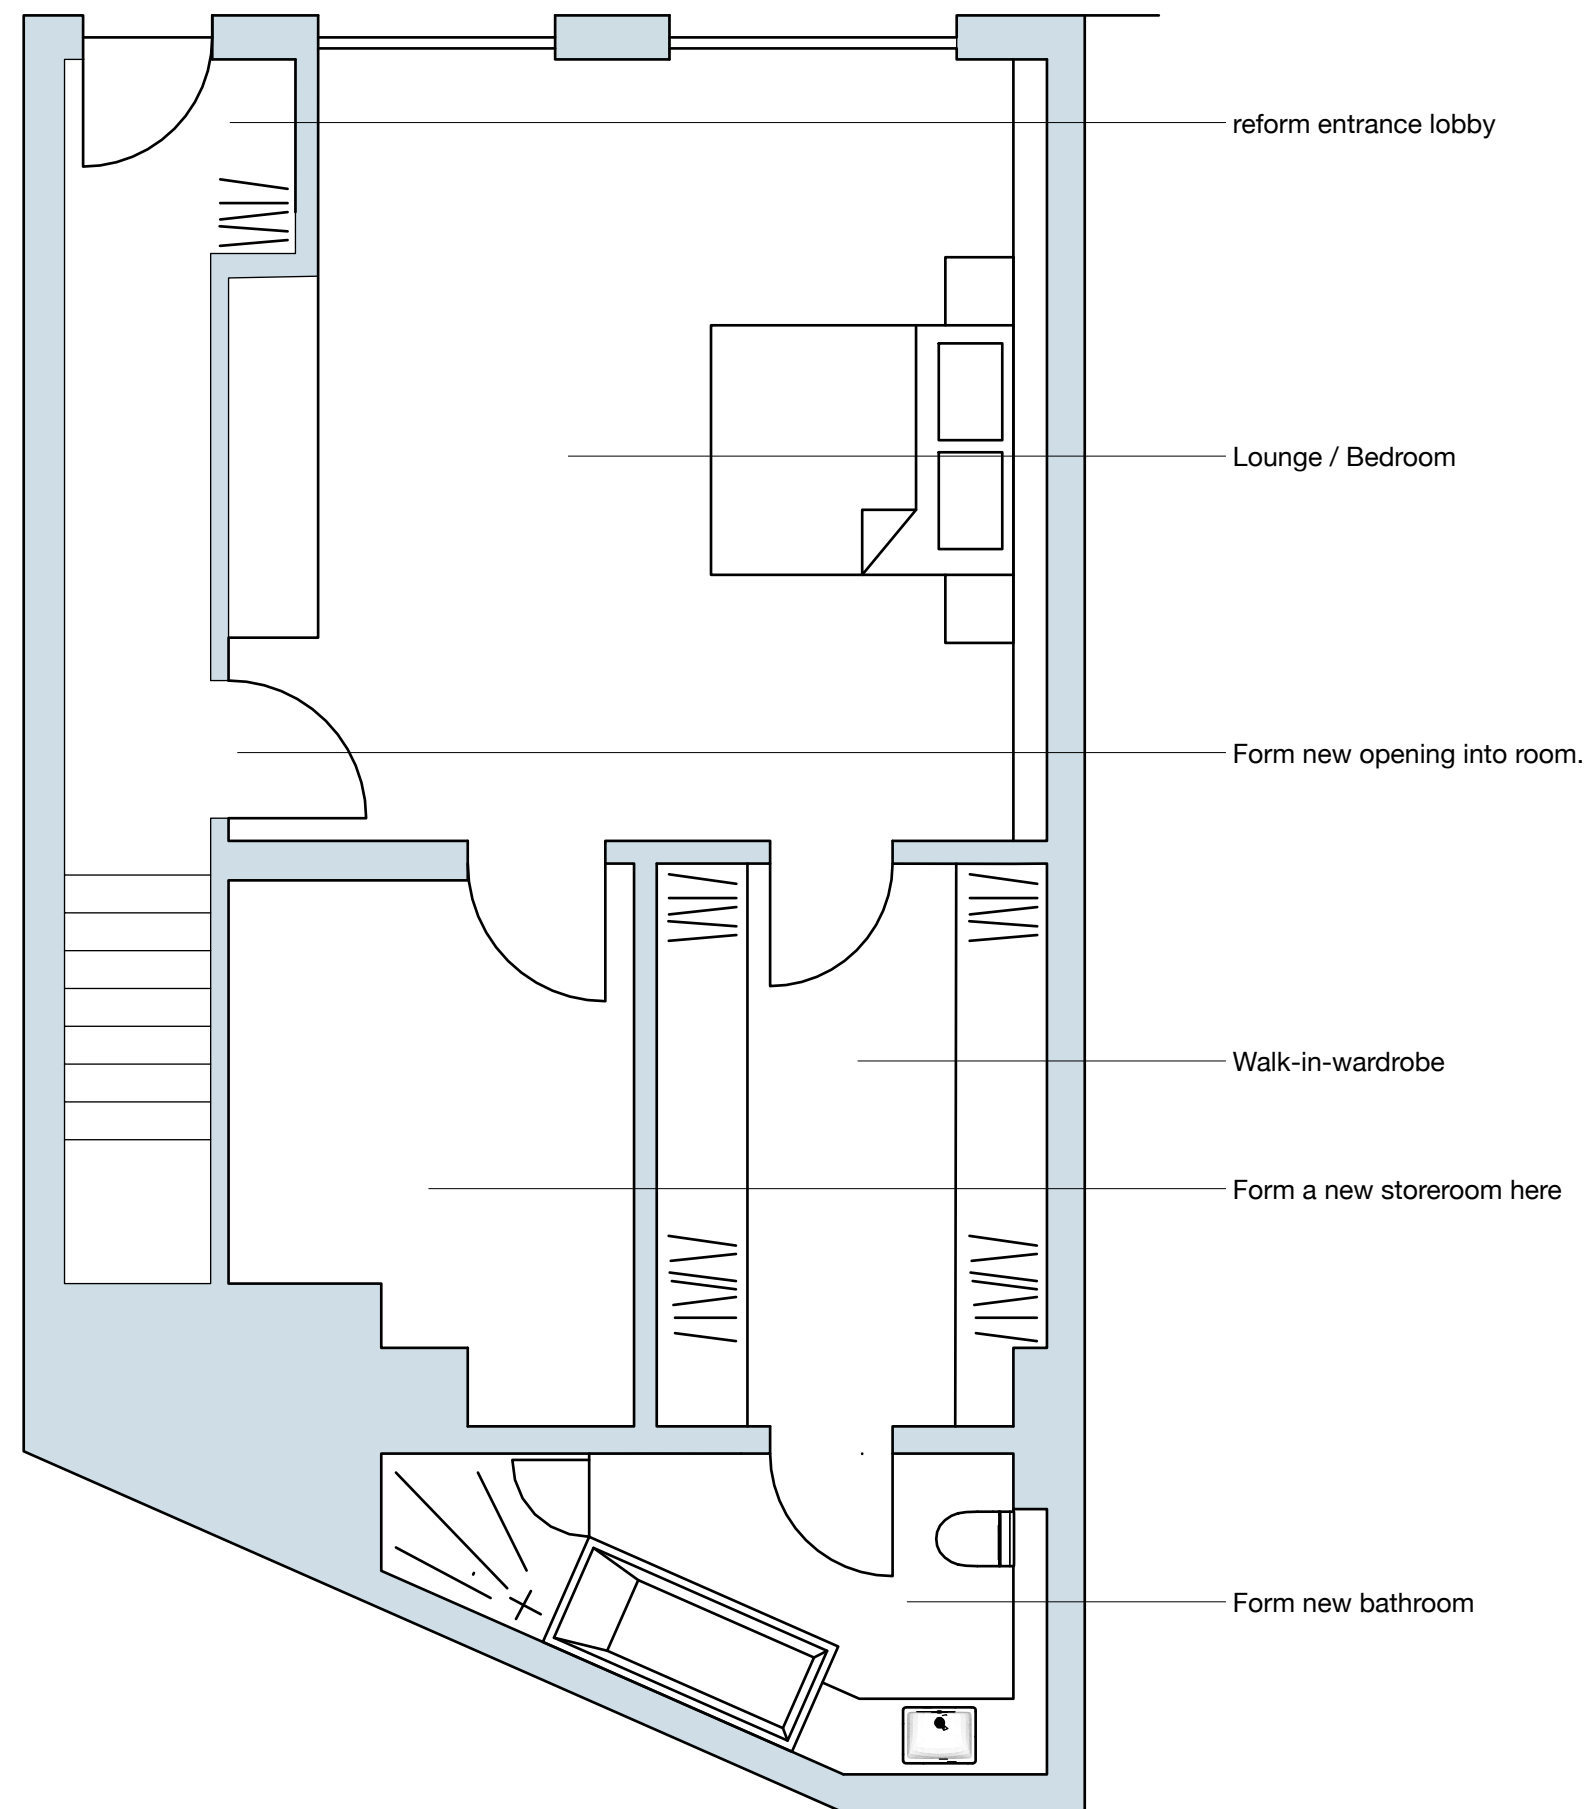 reform entrance lobby
Lounge / Bedroom
Form new opening into room.
Walk-in-wardrobe
Form a new storeroom here
Form new bathroom